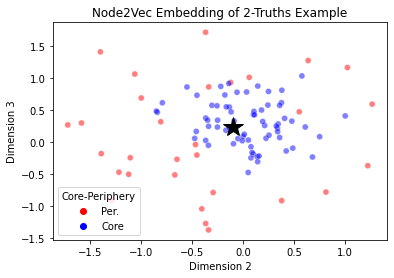 Node2Vec Embedding of 2-Truths Example
Dimension 3
1.5
1.0
0.5
0.0
−0.5
−1.0
−1.5
Core-Periphery
Per.
Core
−1.5 −1.0 −0.5 0.0 0.5 1.0
Dimension 2